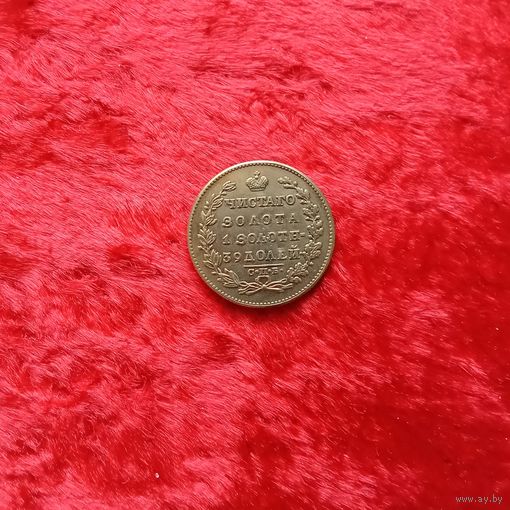 ЧИСТАГО
ЗОЛОТА
1 ЗОЛОТН-
39 ДОЛЕЙ
С·П·Б·
www.ay.by